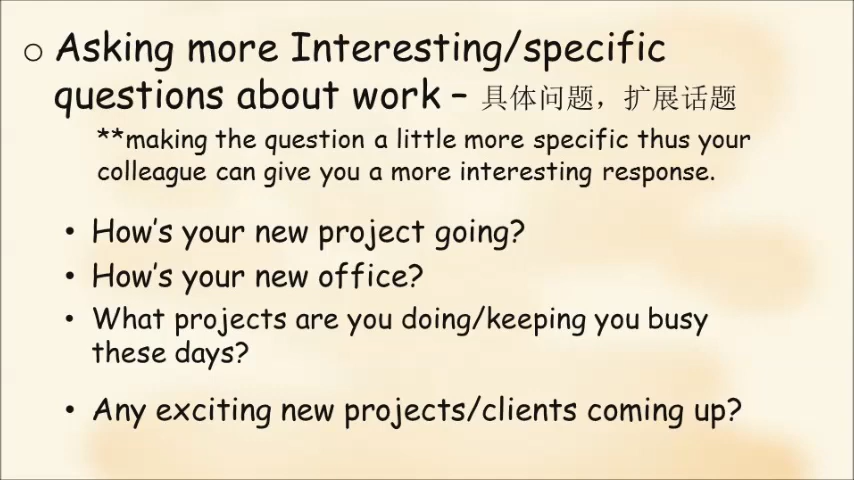 ○ Asking more Interesting/specific
questions about work – 具体问题，扩展话题
**making the question a little more specific thus your
colleague can give you a more interesting response.
• How's your new project going?
• How's your new office?
• What projects are you doing/keeping you busy
these days?
• Any exciting new projects/clients coming up?